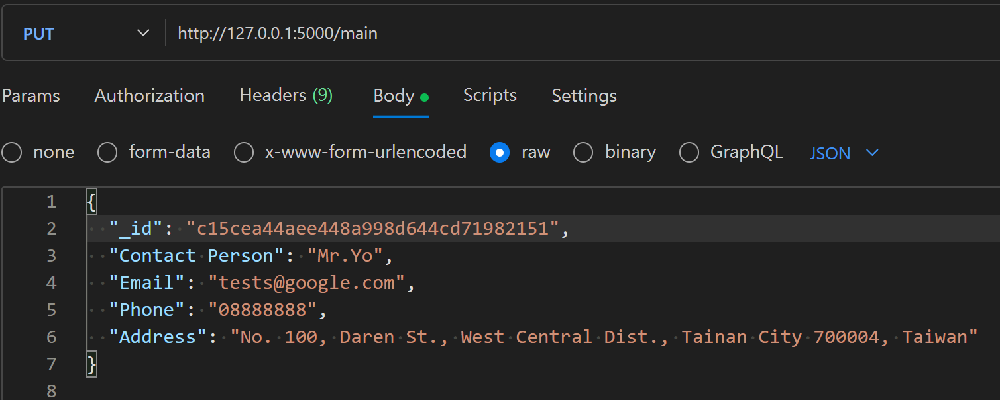 PUT http://127.0.0.1:5000/main
Params Authorization Headers (9) Body Scripts Settings
none form-data x-www-form-urlencoded raw binary GraphQL JSON
1 {
2 "_id": "c15cea44aee448a998d644cd71982151",
3 "Contact Person": "Mr.Yo",
4 "Email": "tests@google.com",
5 "Phone": "08888888",
6 "Address": "No. 100, Daren St., West Central Dist., Tainan City 700004, Taiwan"
7 }
8